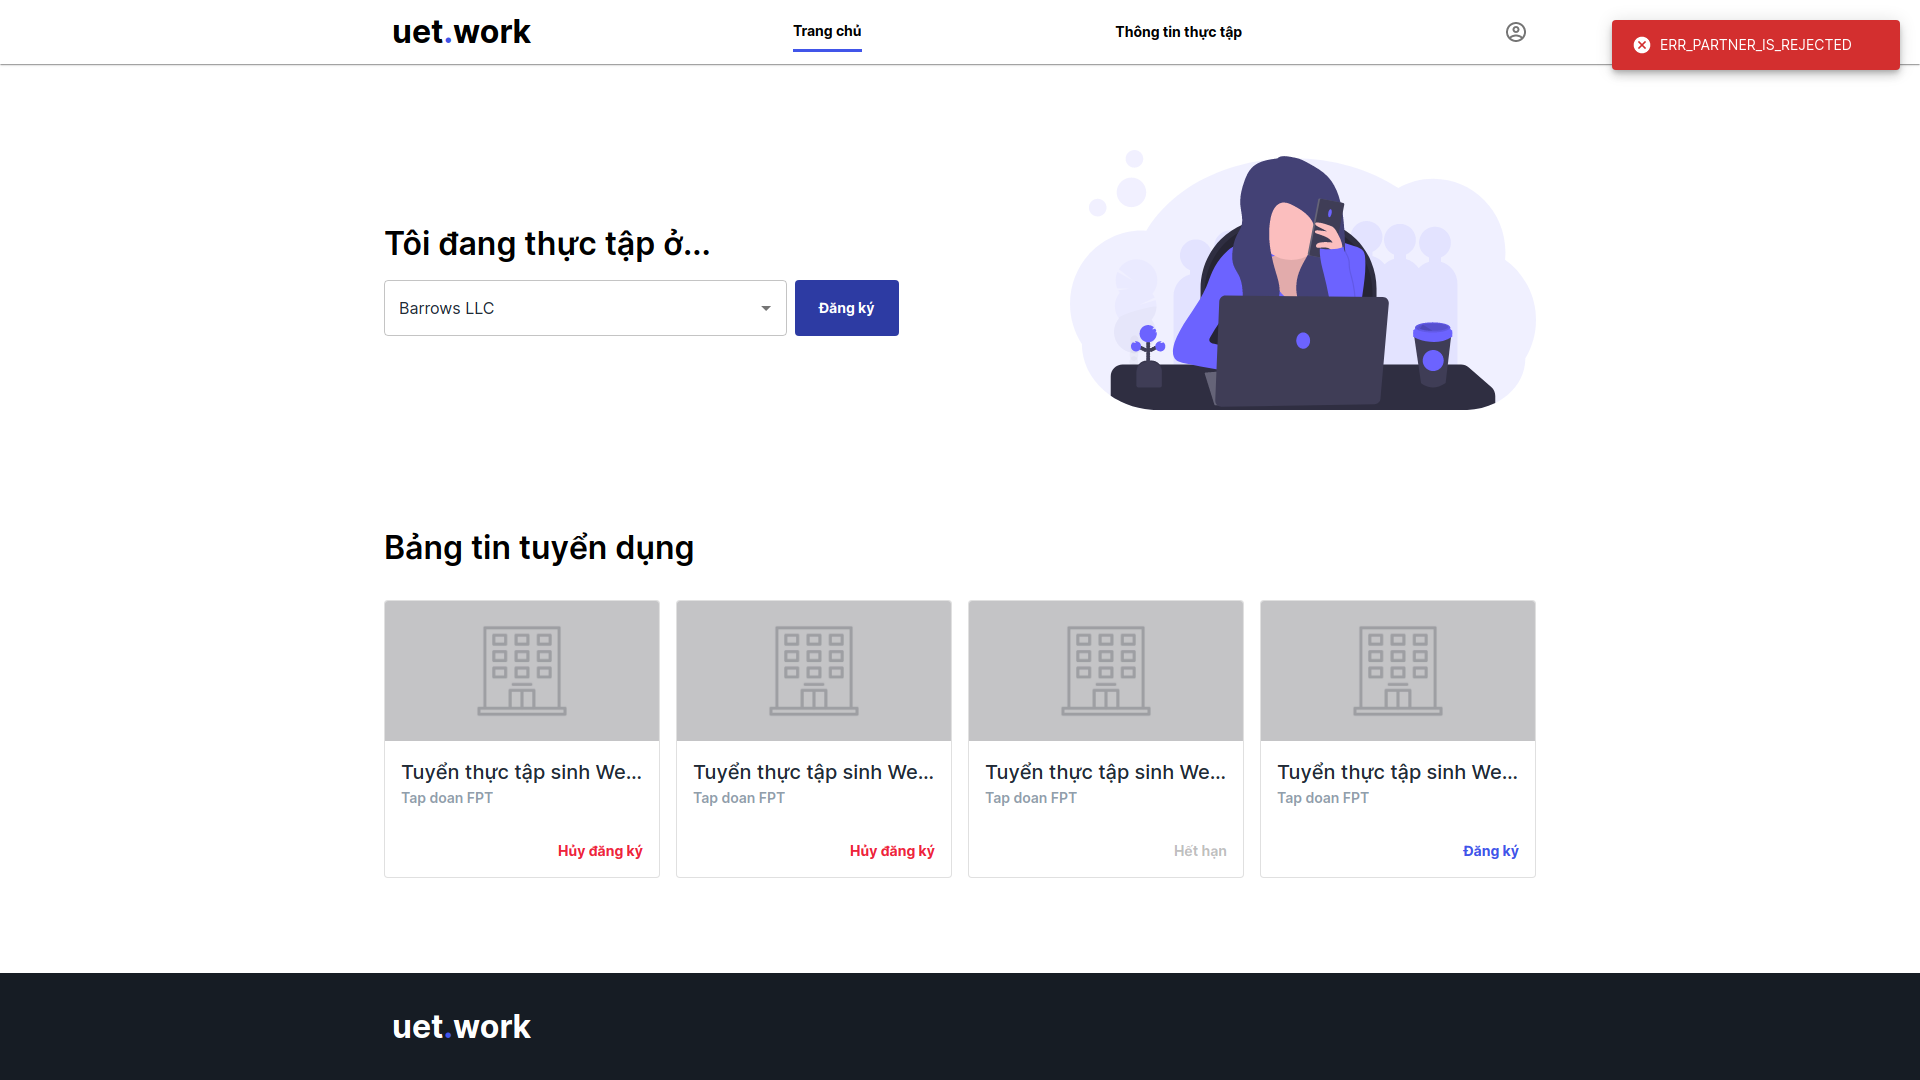 uet.work
Trang chủ
Thông tin thực tập
ERR_PARTNER_IS_REJECTED
Tôi đang thực tập ở...
Barrows LLC
Đăng ký
Bảng tin tuyển dụng
Tuyển thực tập sinh We...
Tap doan FPT
Hủy đăng ký
Tuyển thực tập sinh We...
Tap doan FPT
Hủy đăng ký
Tuyển thực tập sinh We...
Tap doan FPT
Hết hạn
Tuyển thực tập sinh We...
Tap doan FPT
Đăng ký
uet.work